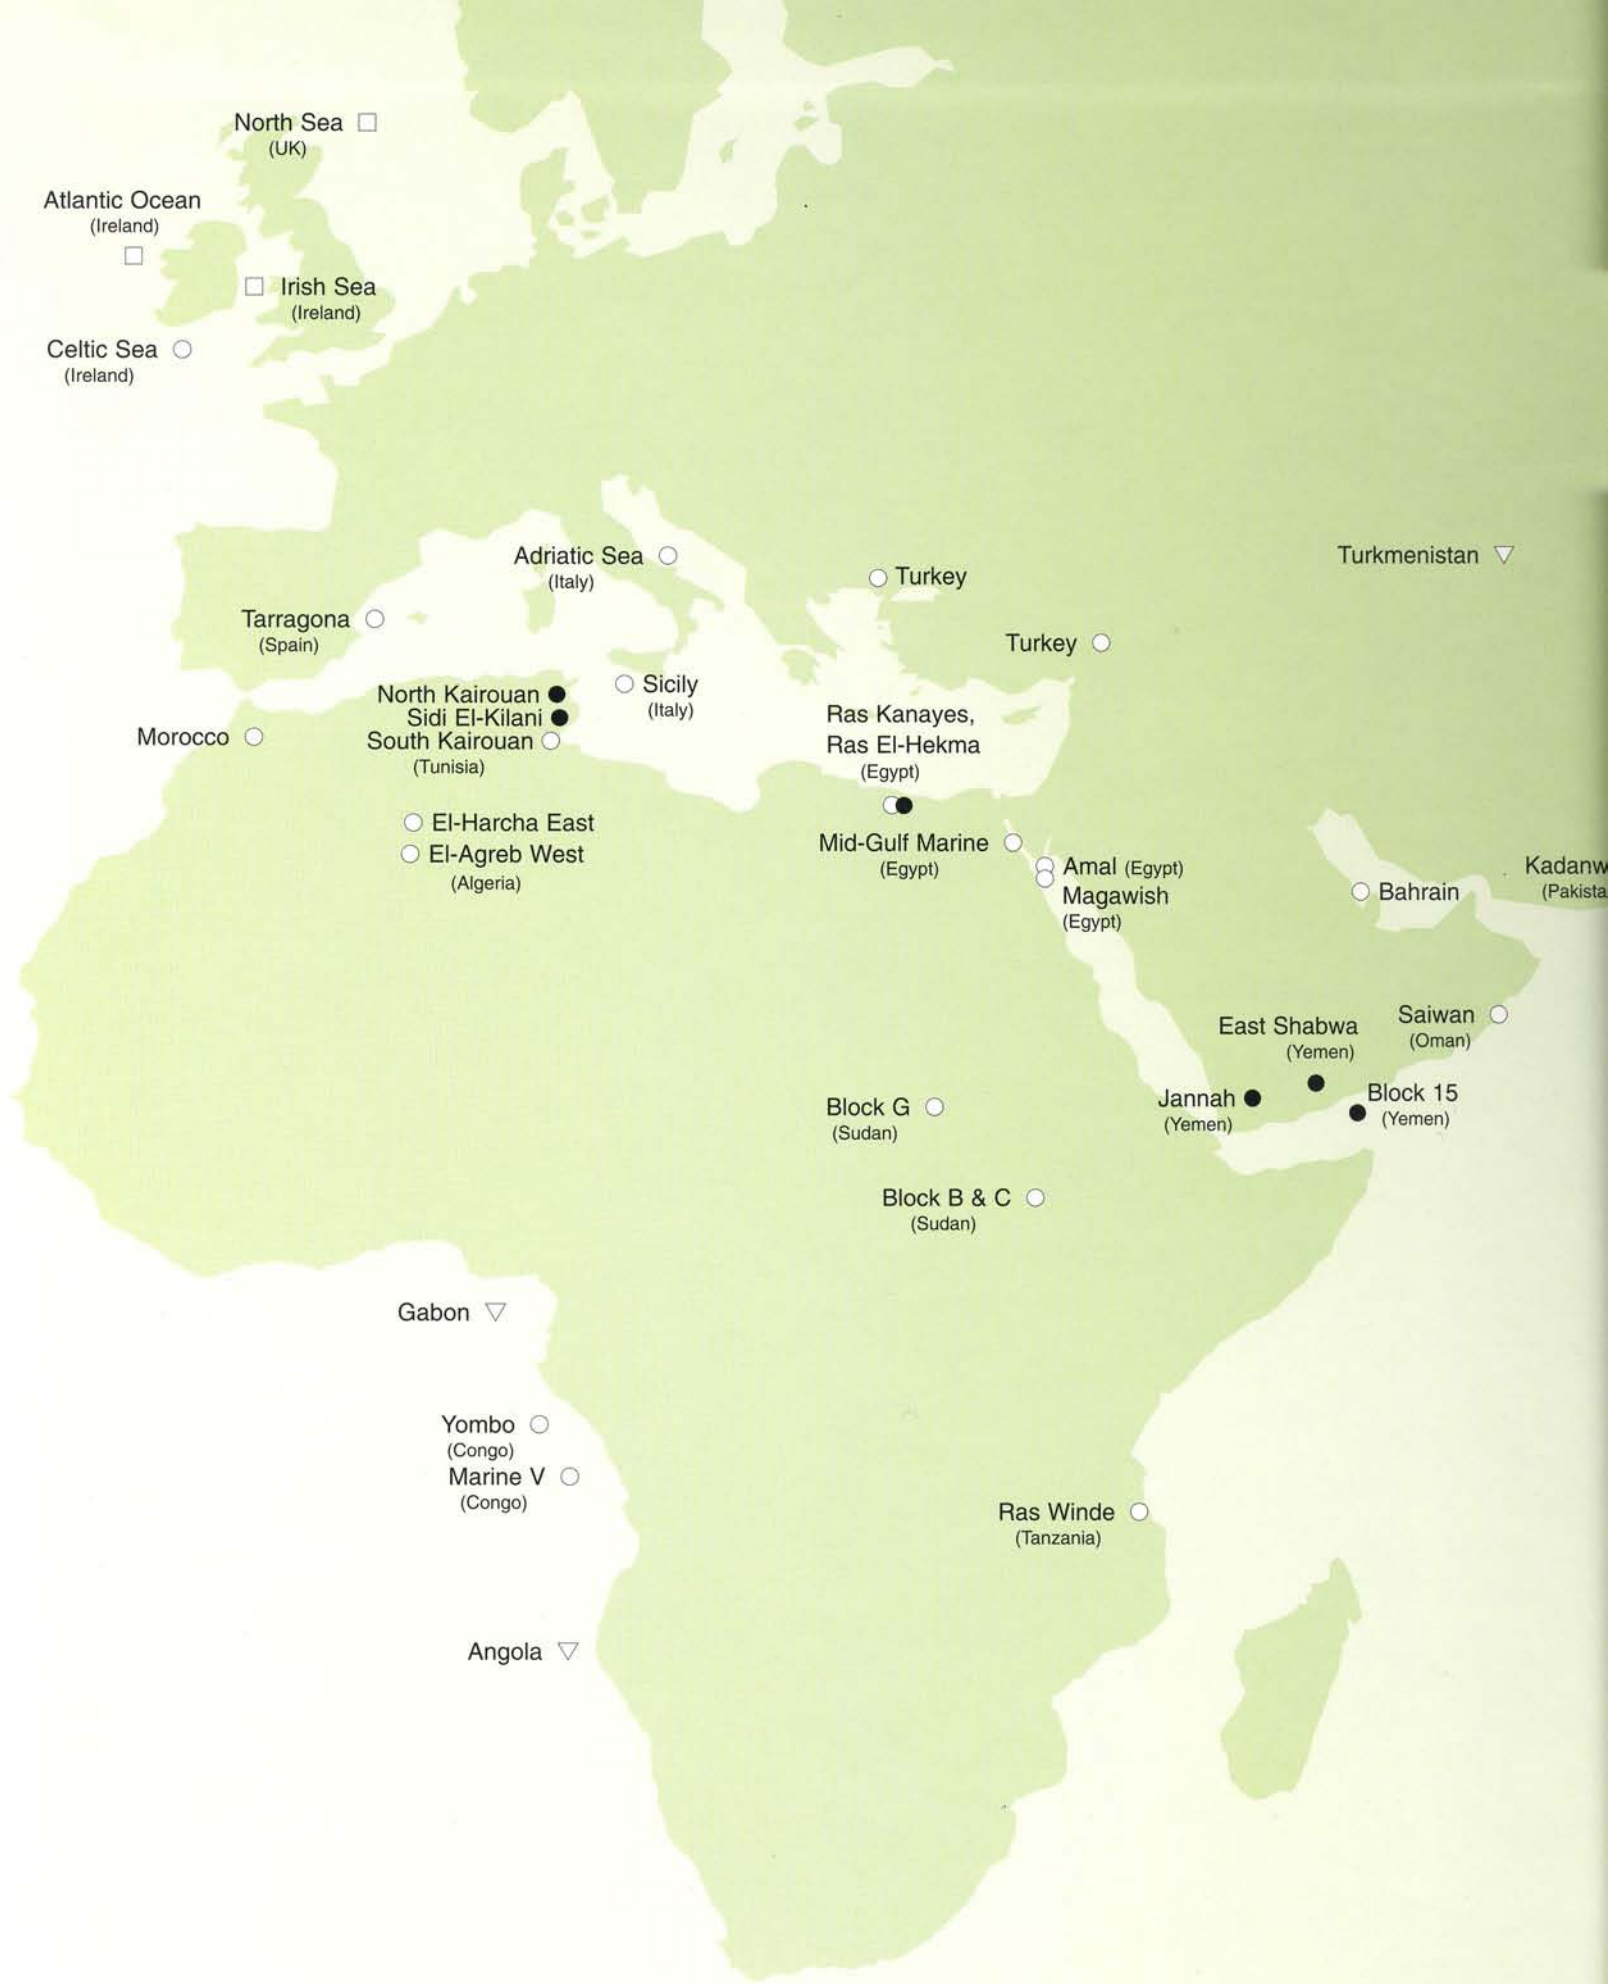 North Sea
(UK)
Atlantic Ocean
(Ireland)
Irish Sea
(Ireland)
Celtic Sea
(Ireland)
Adriatic Sea
(Italy)
Turkey
Turkmenistan
Tarragona
(Spain)
Turkey
North Kairouan
Sidi El-Kilani
South Kairouan
(Tunisia)
Sicily
(Italy)
Morocco
Ras Kanayes,
Ras El-Hekma
(Egypt)
El-Harcha East
El-Agreb West
(Algeria)
Mid-Gulf Marine
(Egypt)
Amal (Egypt)
Magawish
(Egypt)
Bahrain
Kadanw
(Pakista
East Shabwa
(Yemen)
Saiwan
(Oman)
Jannah
(Yemen)
Block 15
(Yemen)
Block G
(Sudan)
Block B & C
(Sudan)
Gabon
Yombo
(Congo)
Marine V
(Congo)
Ras Winde
(Tanzania)
Angola